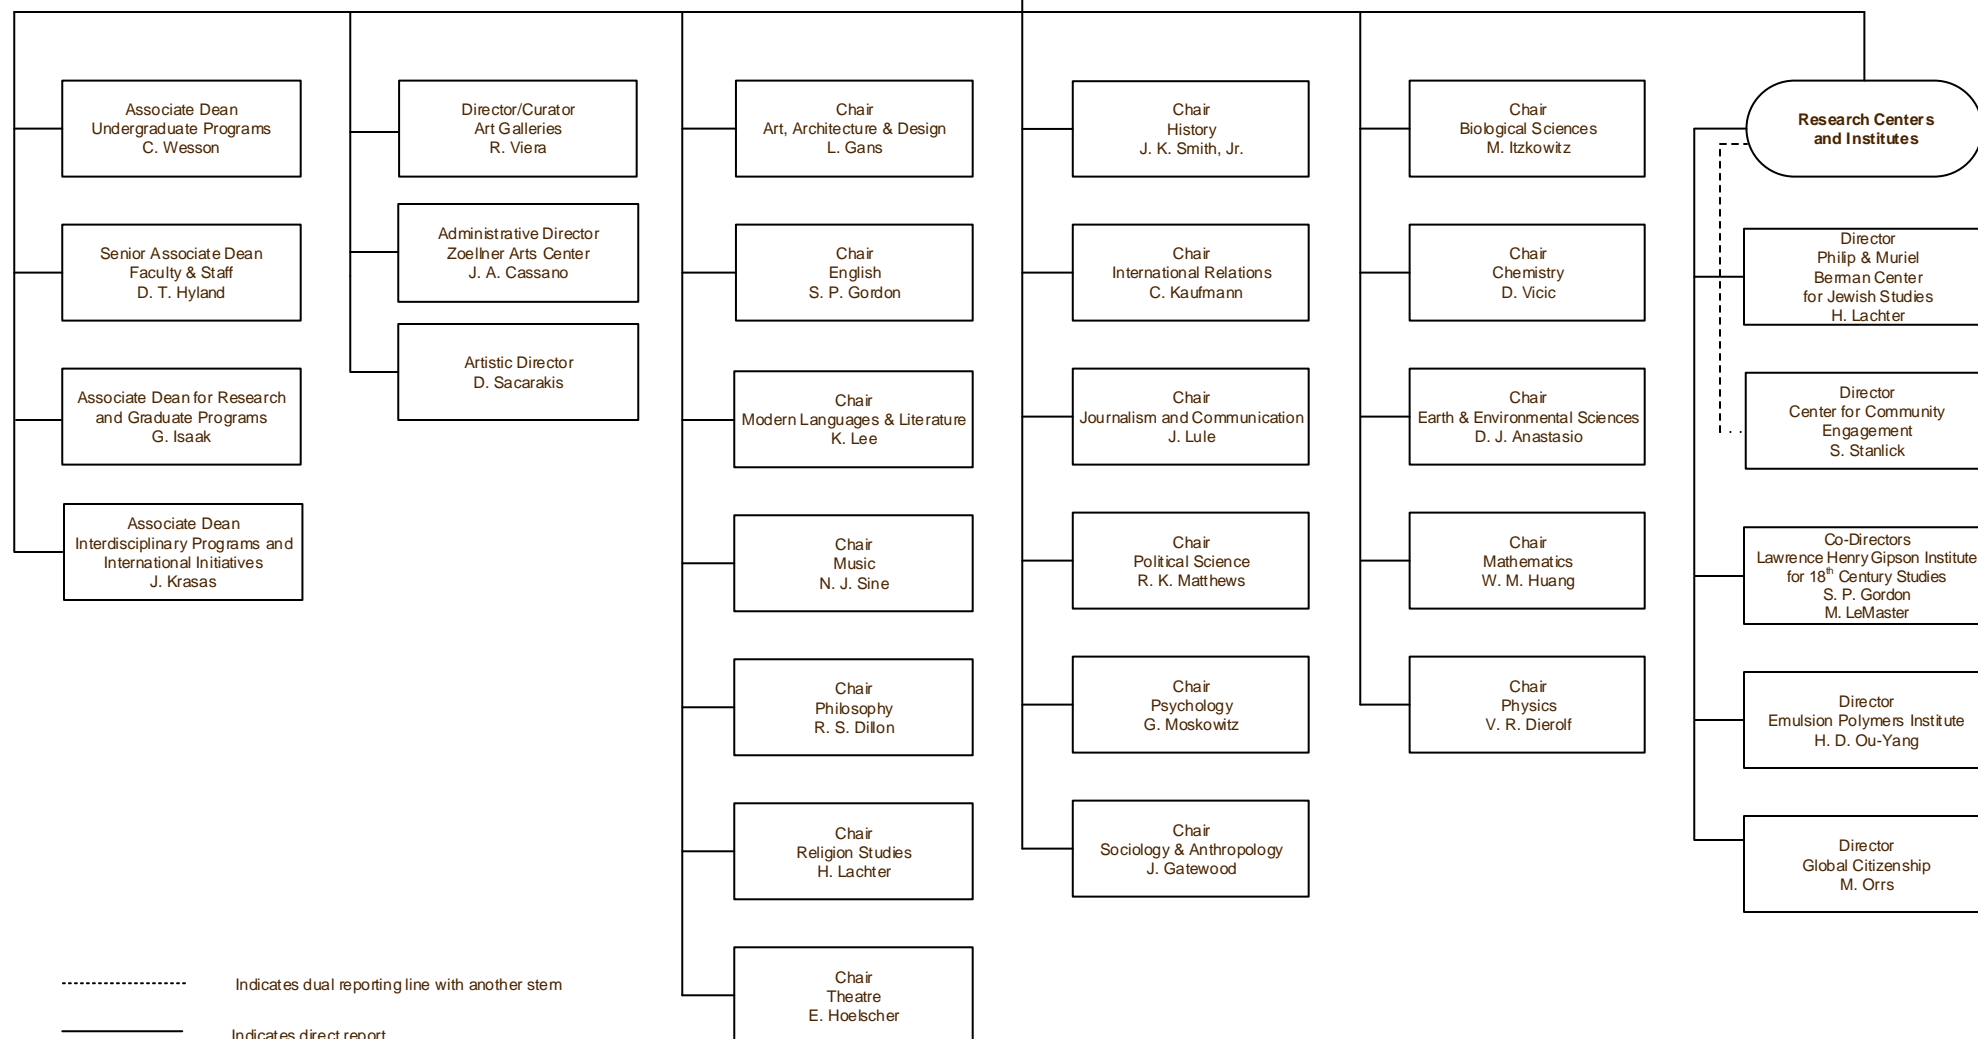 Associate Dean
Undergraduate Programs
C. Wesson
Senior Associate Dean
Faculty & Staff
D. T. Hyland
Associate Dean for Research
and Graduate Programs
G. Isaak
Associate Dean
Interdisciplinary Programs and
International Initiatives
J. Krasas
Director/Curator
Art Galleries
R. Viera
Administrative Director
Zoellner Arts Center
J. A. Cassano
Artistic Director
D. Sacarakis
Chair
Art, Architecture & Design
L. Gans
Chair
English
S. P. Gordon
Chair
Modern Languages & Literature
K. Lee
Chair
Music
N. J. Sine
Chair
Philosophy
R. S. Dillon
Chair
Religion Studies
H. Lachter
Chair
Theatre
E. Hoelscher
Chair
History
J. K. Smith, Jr.
Chair
International Relations
C. Kaufmann
Chair
Journalism and Communication
J. Lule
Chair
Political Science
R. K. Matthews
Chair
Psychology
G. Moskowitz
Chair
Sociology & Anthropology
J. Gatewood
Chair
Biological Sciences
M. Itzkowitz
Chair
Chemistry
D. Vicic
Chair
Earth & Environmental Sciences
D. J. Anastasio
Chair
Mathematics
W. M. Huang
Chair
Physics
V. R. Dierolf
Research Centers
and Institutes
Director
Philip & Muriel
Berman Center
for Jewish Studies
H. Lachter
Director
Center for Community
Engagement
S. Stanlick
Co-Directors
Lawrence Henry Gipson Institute
for 18th Century Studies
S. P. Gordon
M. LeMaster
Director
Emulsion Polymers Institute
H. D. Ou-Yang
Director
Global Citizenship
M. Orrs
Indicates dual reporting line with another stem
Indicates direct report